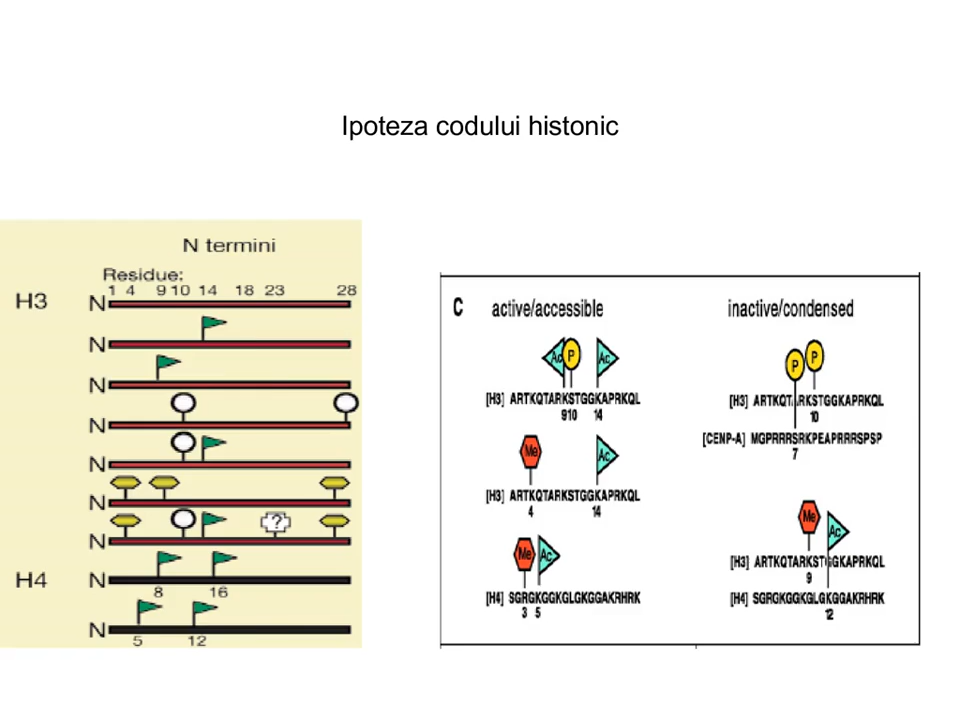 Ipoteza codului histonic
N termini
Residue:
1 4 9 10 14 18 23 28
H3 N
N
N
N
N
N
N ?
H4 N
8 16
N
5 12
C active/accessible inactive/condensed
Ac P Ac
[H3] ARTKQTARKSTGGKAPRKQL
9 10 14
Me Ac
[H3] ARTKQTARKSTGGKAPRKQL
4 14
Me Ac
[H4] SGRGKGGKGLGKGGAKRHRK
3 5
P P
[H3] ARTKQTARKSTGGKAPRKQL
10
[CENP-A] MGPRRRSRKPEAPRRRSPSP
7
Me Ac
[H3] ARTKQTARKSTGGKAPRKQL
9
[H4] SGRGKGGKGLGKGGAKRHRK
12